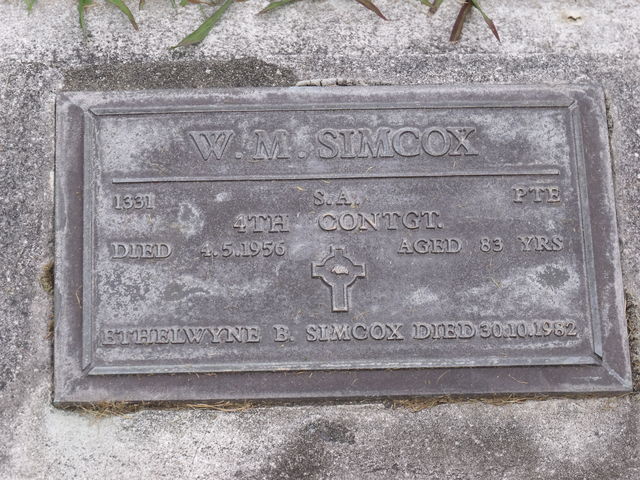 W. M. SIMCOX
1331 S.A. PTE
4TH CONTGT.
DIED 4.5.1956 AGED 83 YRS
ETHELWYNE B. SIMCOX DIED 30.10.1982